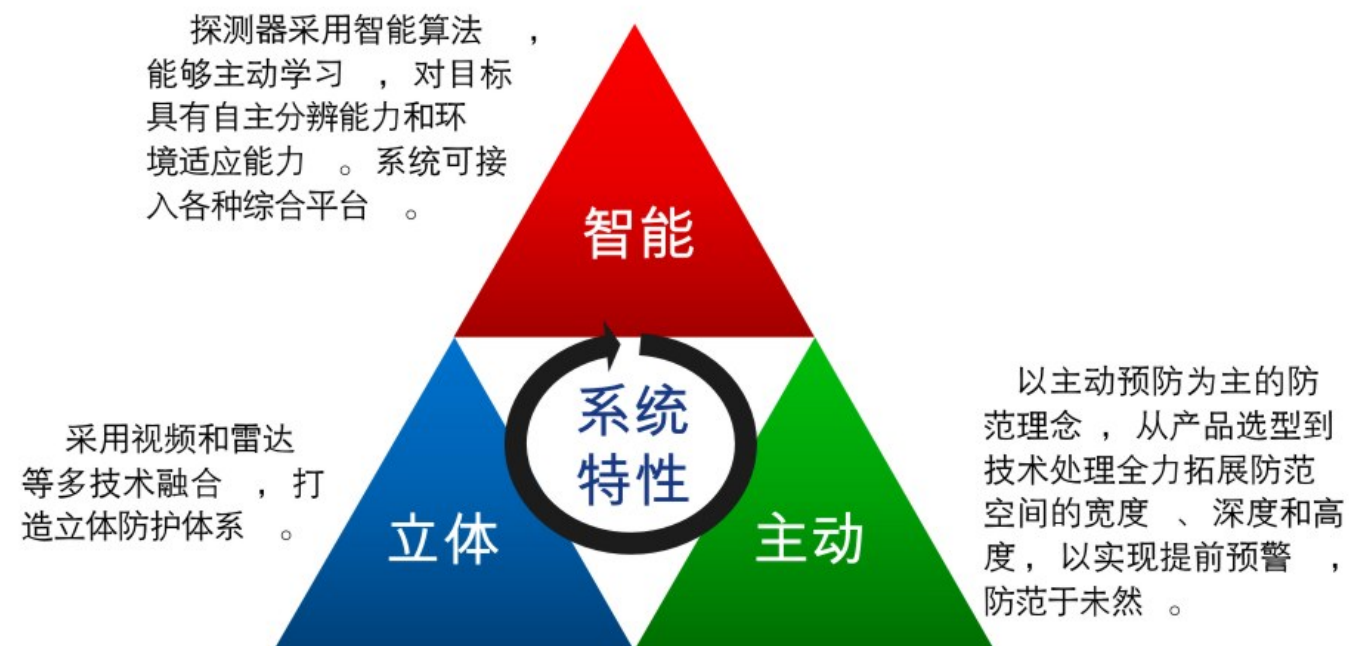 探测器采用智能算法 ，
能够主动学习 ，对目标
具有自主分辨能力和环
境适应能力 。系统可接
入各种综合平台 。
智能
系统
特性
采用视频和雷达
等多技术融合 ，打
造立体防护体系 。
立体
主动
以主动预防为主的防
范理念 ，从产品选型到
技术处理全力拓展防范
空间的宽度 、深度和高
度，以实现提前预警 ，
防范于未然 。